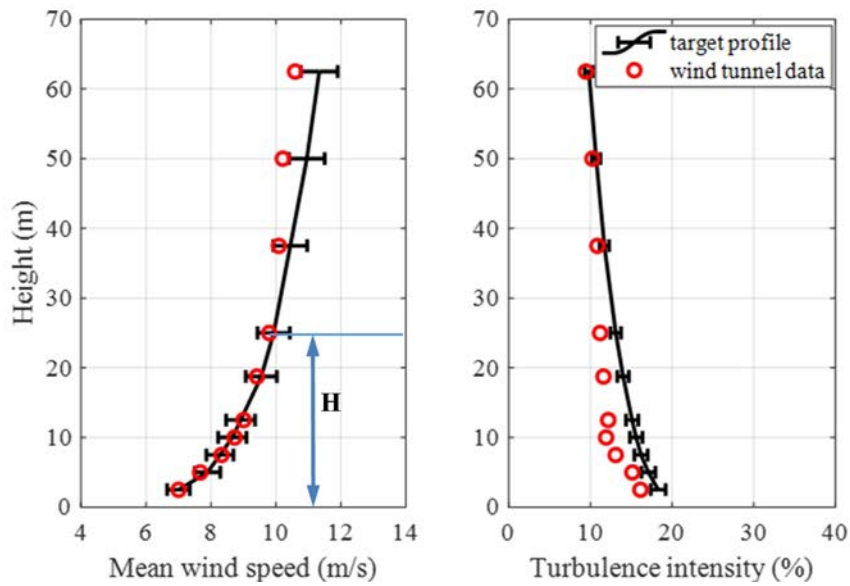 70
60
50
40
30
20
10
0
Height (m)
H
4 6 8 10 12 14
Mean wind speed (m/s)
70
60
50
40
30
20
10
0
target profile
wind tunnel data
0 10 20 30 40
Turbulence intensity (%)